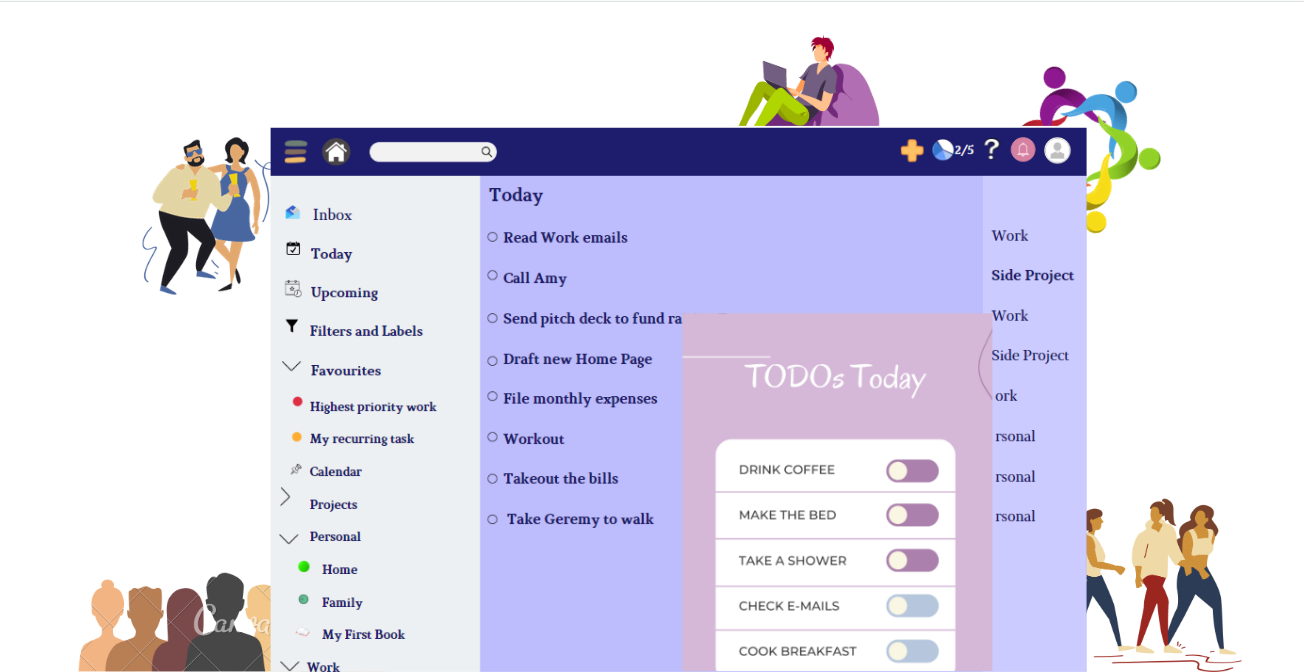 2/5
?
Inbox
Today
Upcoming
Filters and Labels
Favourites
Highest priority work
My recurring task
Calendar
Projects
Personal
Home
Family
My First Book
Work
Today
Read Work emails
Call Amy
Send pitch deck to fund
Draft new Home Page
File monthly expenses
Workout
Takeout the bills
Take Geremy to walk
Work
Side Project
Work
Side Project
ork
rsonal
rsonal
rsonal
TODOs Today
DRINK COFFEE
MAKE THE BED
TAKE A SHOWER
CHECK E-MAILS
COOK BREAKFAST
Canva